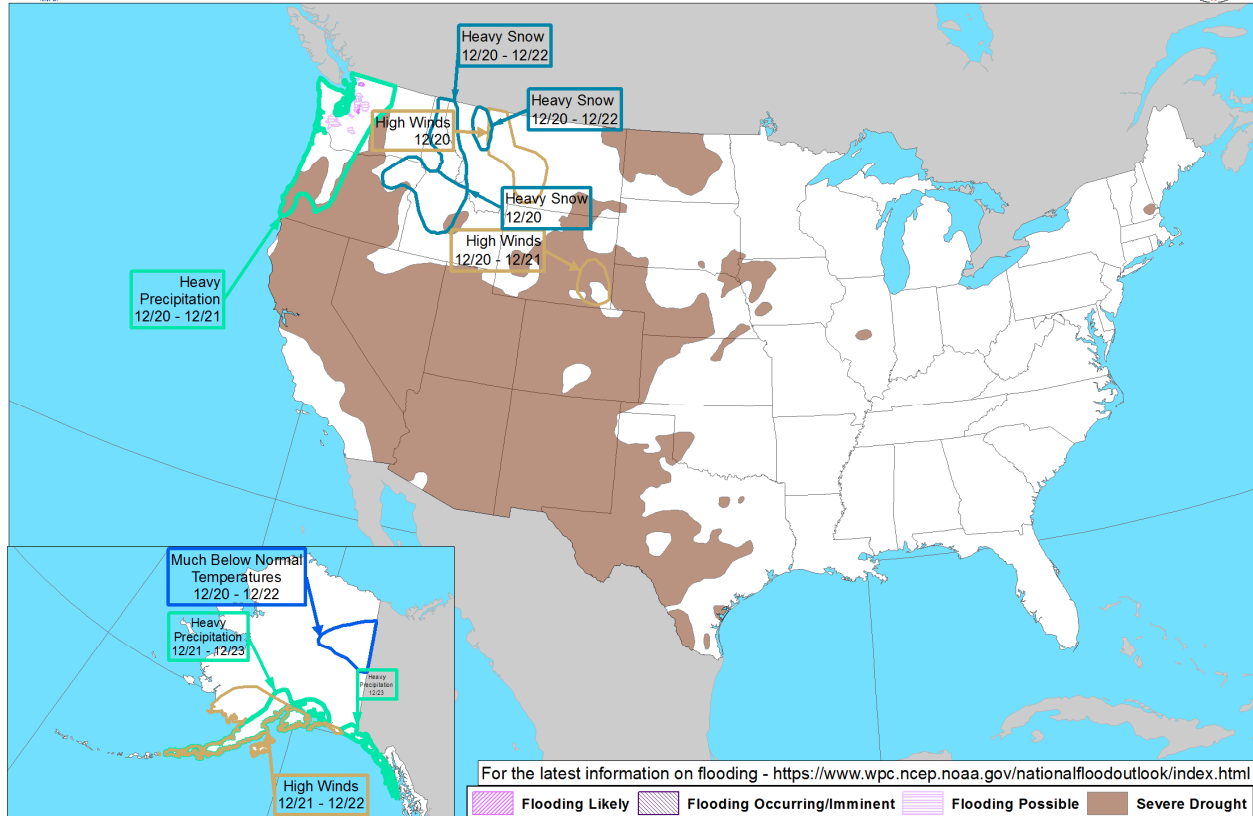 Heavy Snow
12/20 - 12/22
Heavy Snow
12/20 - 12/22
High Winds
12/20
Heavy Snow
12/20
High Winds
12/20 - 12/21
Heavy
Precipitation
12/20 - 12/21
Much Below Normal
Temperatures
12/20 - 12/22
Heavy
Precipitation
12/21 - 12/23
Heavy
Precipitation
12/23
High Winds
12/21 - 12/22
For the latest information on flooding - https://www.wpc.ncep.noaa.gov/nationalfloodoutlook/index.html
Flooding Likely
Flooding Occurring/Imminent
Flooding Possible
Severe Drought